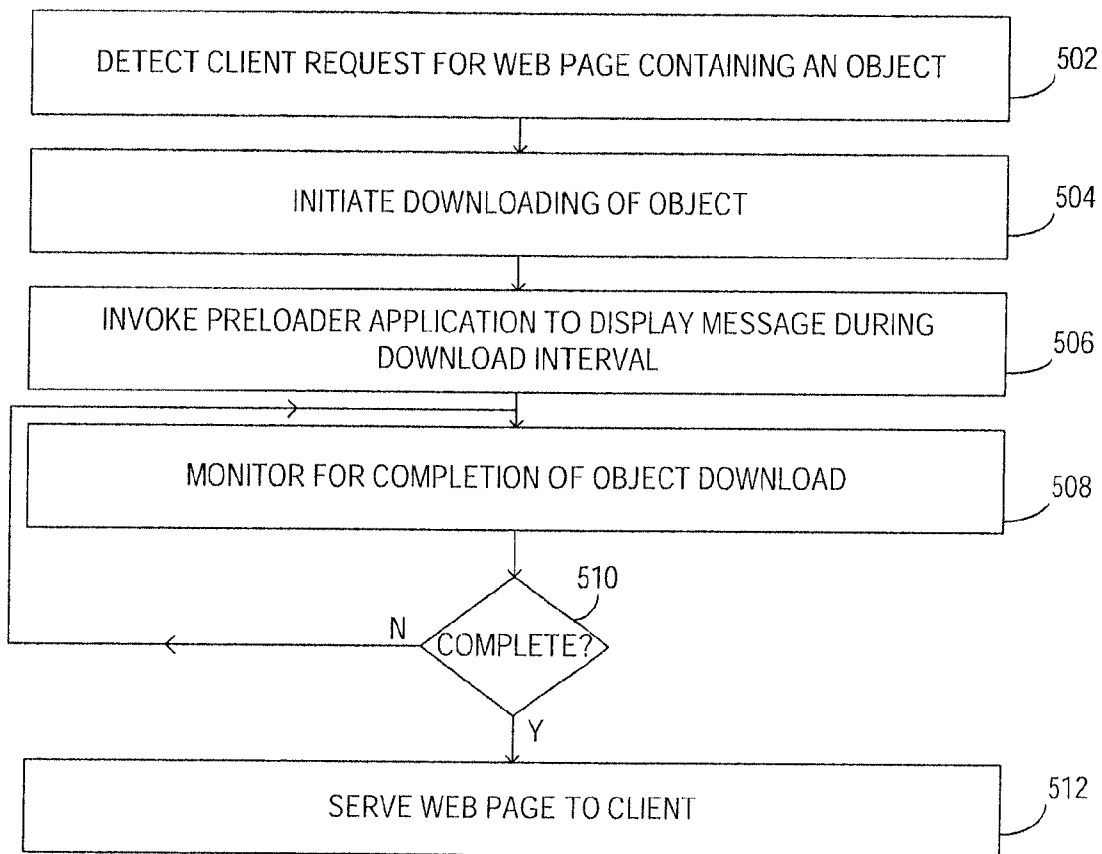 DETECT CLIENT REQUEST FOR WEB PAGE CONTAINING AN OBJECT
502
INITIATE DOWNLOADING OF OBJECT
504
INVOKE PRELOADER APPLICATION TO DISPLAY MESSAGE DURING
DOWNLOAD INTERVAL
506
MONITOR FOR COMPLETION OF OBJECT DOWNLOAD
508
510
N
COMPLETE?
Y
SERVE WEB PAGE TO CLIENT
512